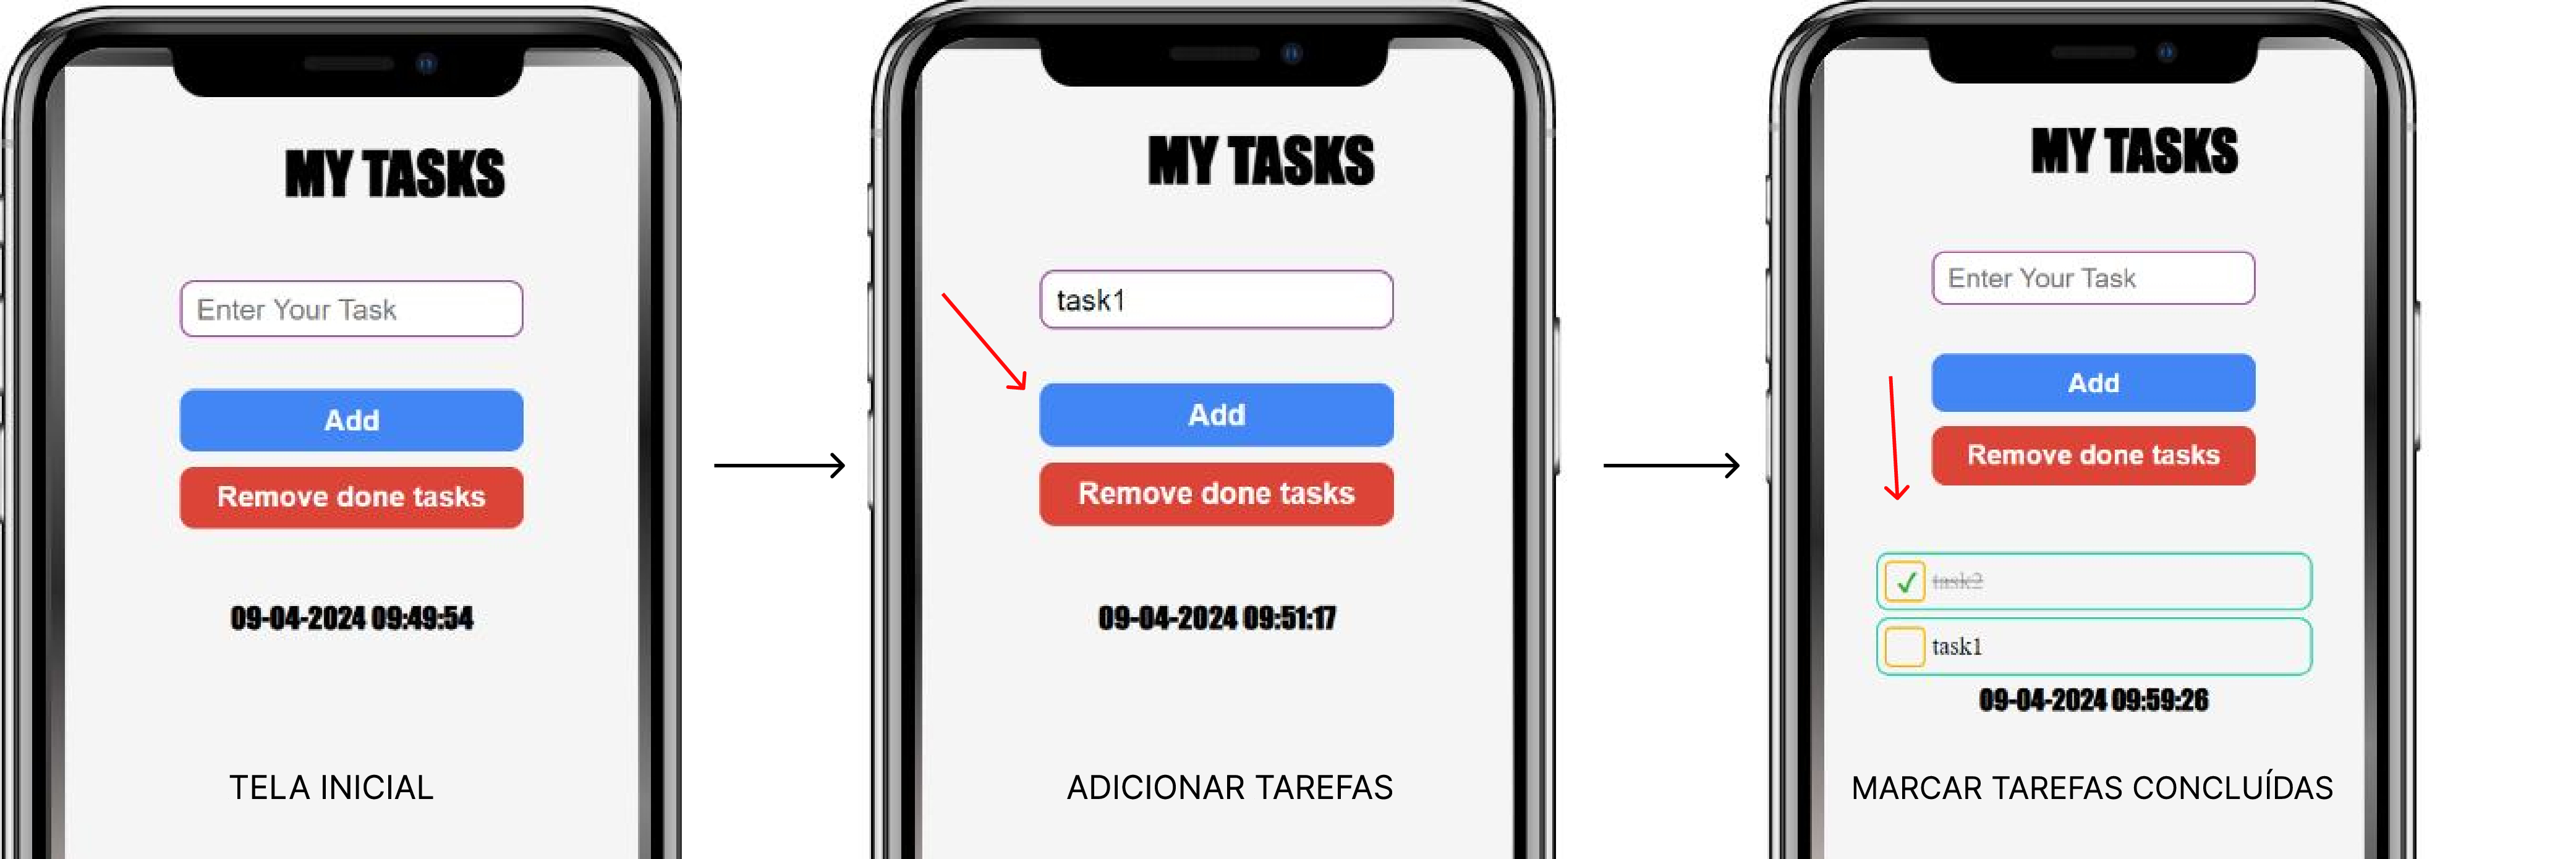 MY TASKS
Enter Your Task
Add
Remove done tasks
09-04-2024 09:49:54
TELA INICIAL
MY TASKS
task1
Add
Remove done tasks
09-04-2024 09:51:17
ADICIONAR TAREFAS
MY TASKS
Enter Your Task
Add
Remove done tasks
task2
task1
09-04-2024 09:59:26
MARCAR TAREFAS CONCLUÍDAS